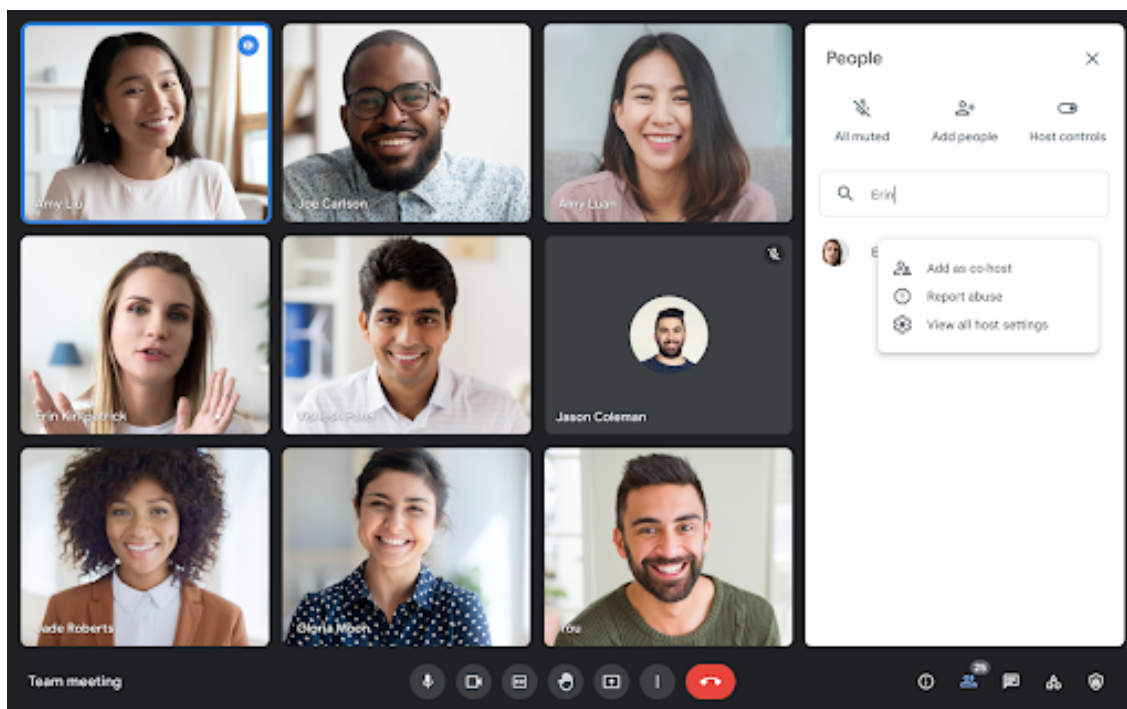 Amy Liu
Joe Carlson
Amy Luan
Erin Kirkpatrick
Patel
Jason Coleman
Jade Roberts
Gloria Moon
You
People
All muted
Add people
Host controls
Erin
E
Add as co-host
Report abuse
View all host settings
Team meeting
25